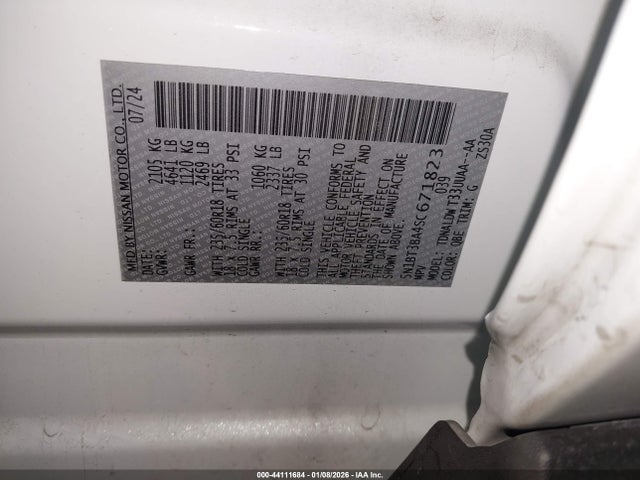 MFD.BY NISSAN MOTOR CO., LTD.
DATE: 07/24
GVWR: 2105 KG
4641 LB
GAWR FR.: 1120 KG
2469 LB
WITH 235/60R18 TIRES
18 X 7.5 RIMS AT 33 PSI
COLD SINGLE
GAWR RR.: 1060 KG
2337 LB
WITH 235/60R18 TIRES
18 X 7.5 RIMS AT 30 PSI
COLD SINGLE
THIS VEHICLE CONFORMS TO
ALL APPLICABLE FEDERAL
MOTOR VEHICLE SAFETY AND
THEFT PREVENTION
STANDARDS IN EFFECT ON
THE DATE OF MANUFACTURE
SHOWN ABOVE.
5N1BT3BA4SC671823
MPV 039
MODEL: TDNALDWT33UUAA--AA
COLOR: QBE TRIM: G ZS30A
000-44111684 | 01/08/2026 | IAA Inc.